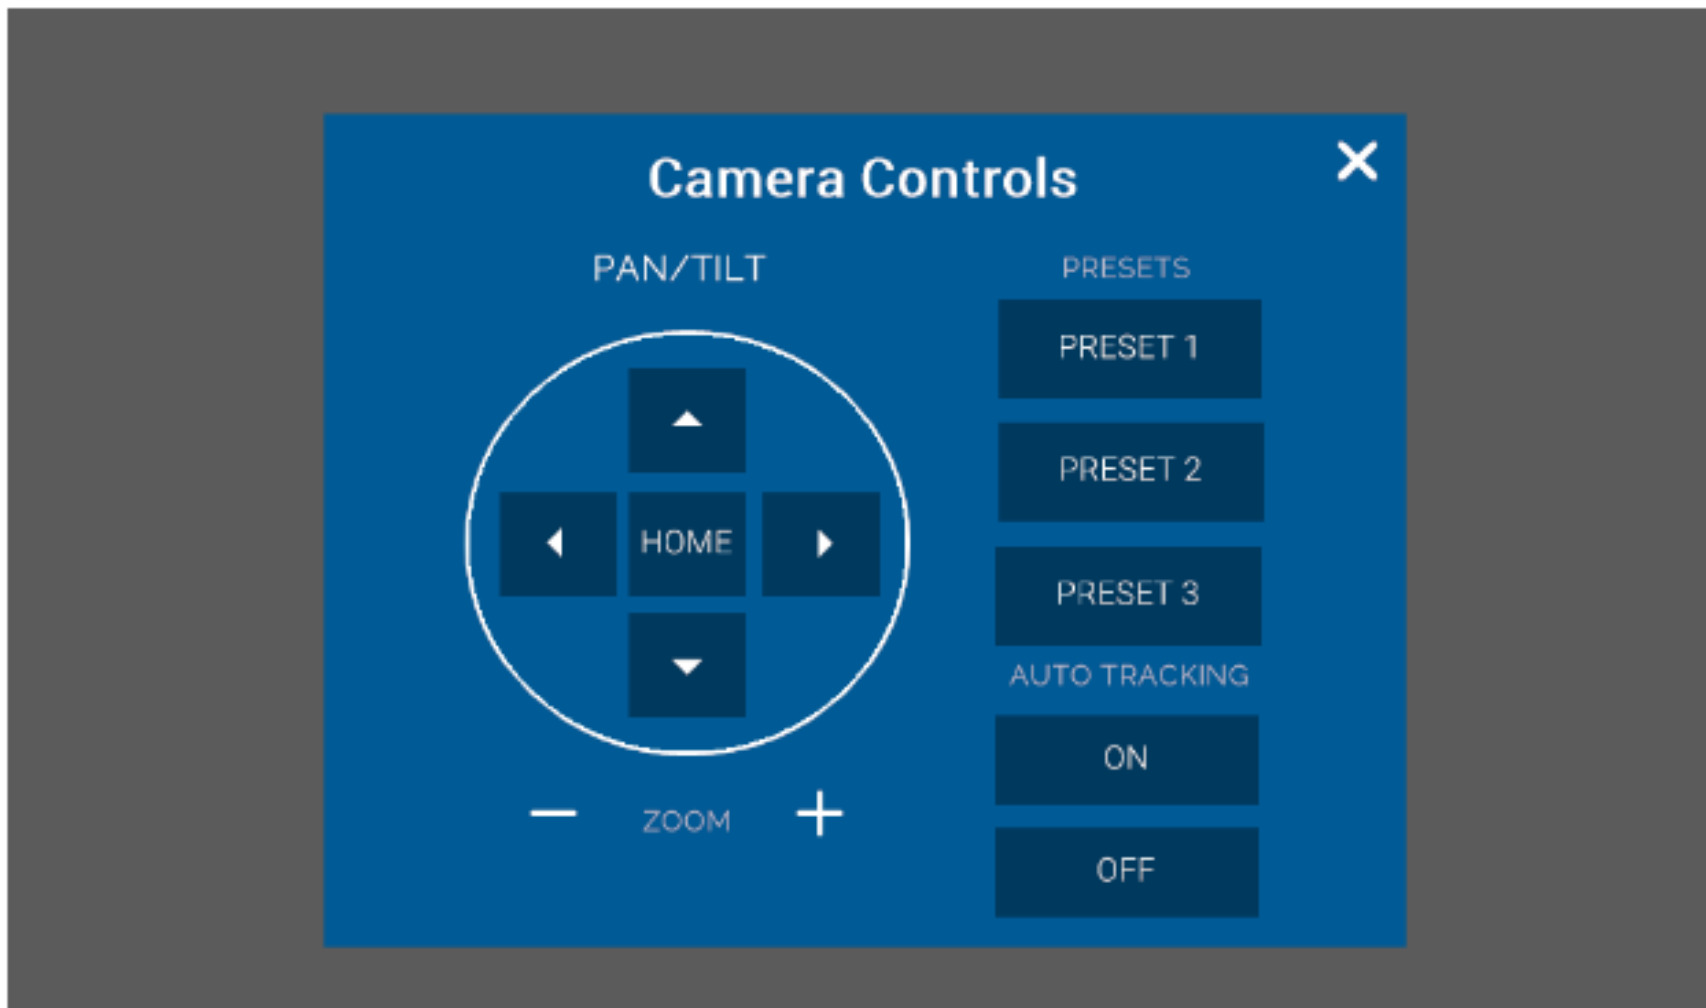 Camera Controls
PAN/TILT
HOME
ZOOM
PRESETS
PRESET 1
PRESET 2
PRESET 3
AUTO TRACKING
ON
OFF